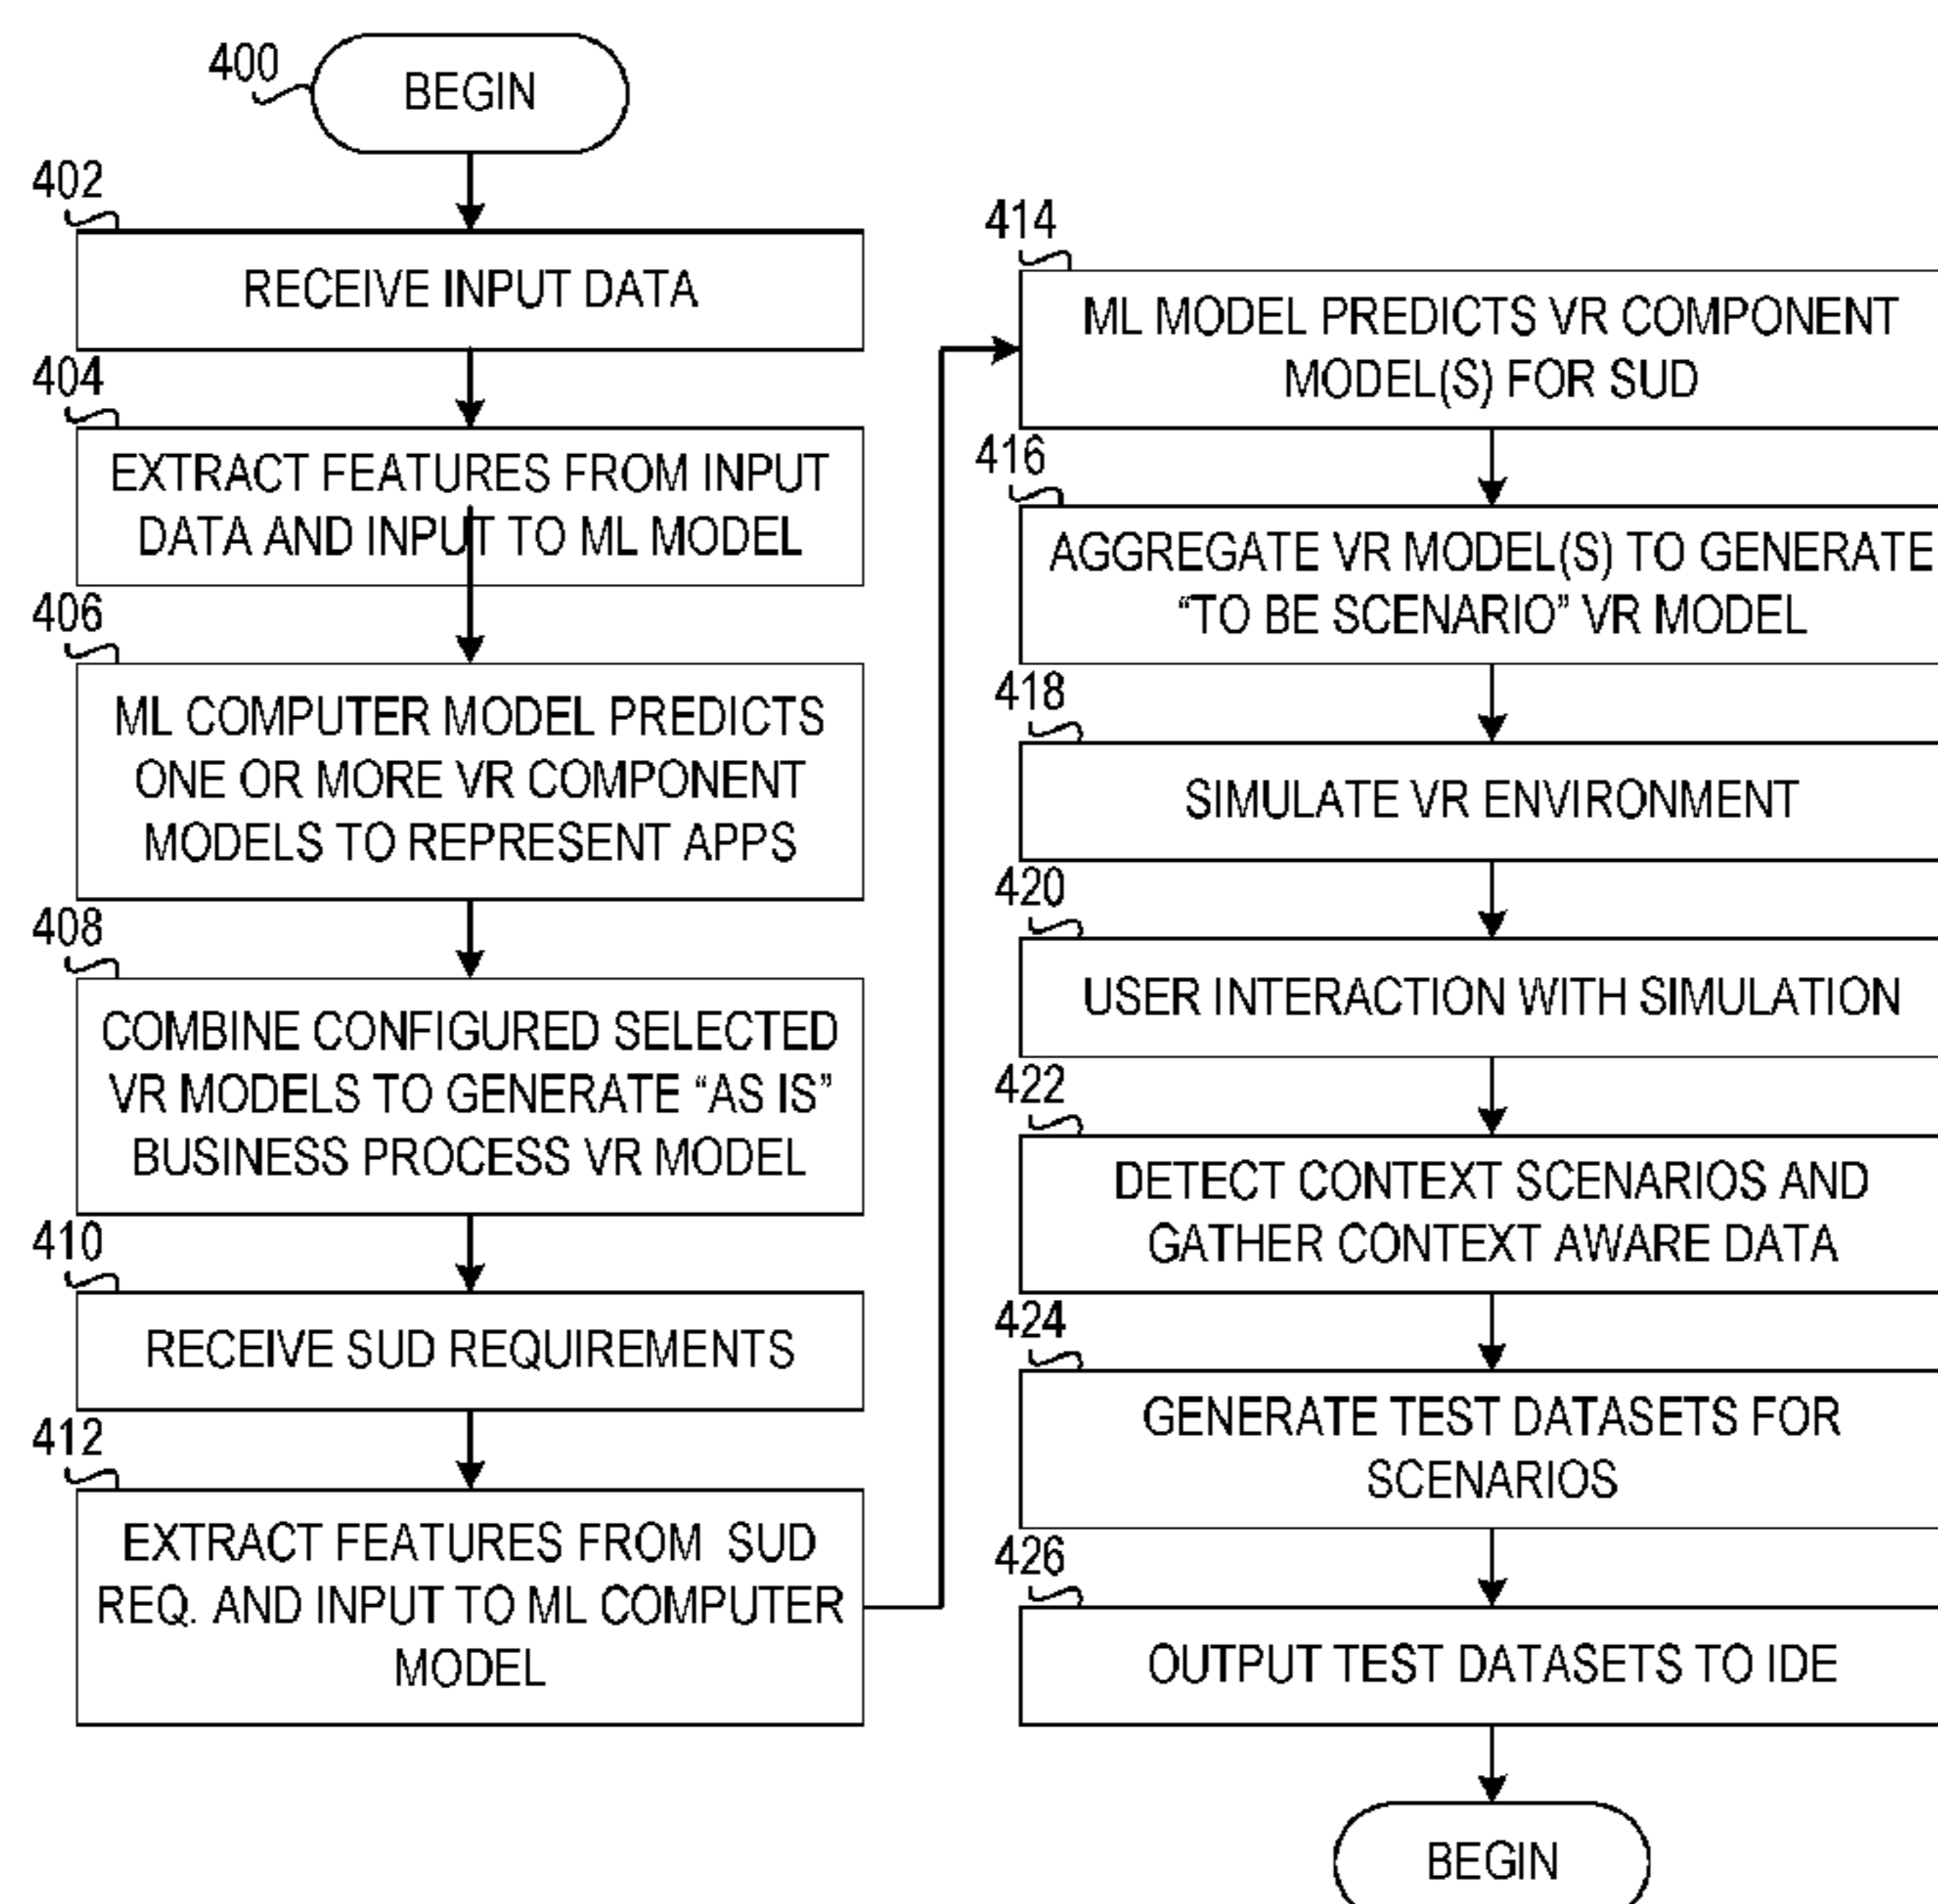 400
BEGIN
402
RECEIVE INPUT DATA
404
EXTRACT FEATURES FROM INPUT
DATA AND INPUT TO ML MODEL
406
ML COMPUTER MODEL PREDICTS
ONE OR MORE VR COMPONENT
MODELS TO REPRESENT APPS
408
COMBINE CONFIGURED SELECTED
VR MODELS TO GENERATE “AS IS”
BUSINESS PROCESS VR MODEL
410
RECEIVE SUD REQUIREMENTS
412
EXTRACT FEATURES FROM SUD
REQ. AND INPUT TO ML COMPUTER
MODEL
414
ML MODEL PREDICTS VR COMPONENT
MODEL(S) FOR SUD
416
AGGREGATE VR MODEL(S) TO GENERATE
“TO BE SCENARIO” VR MODEL
418
SIMULATE VR ENVIRONMENT
420
USER INTERACTION WITH SIMULATION
422
DETECT CONTEXT SCENARIOS AND
GATHER CONTEXT AWARE DATA
424
GENERATE TEST DATASETS FOR
SCENARIOS
426
OUTPUT TEST DATASETS TO IDE
BEGIN